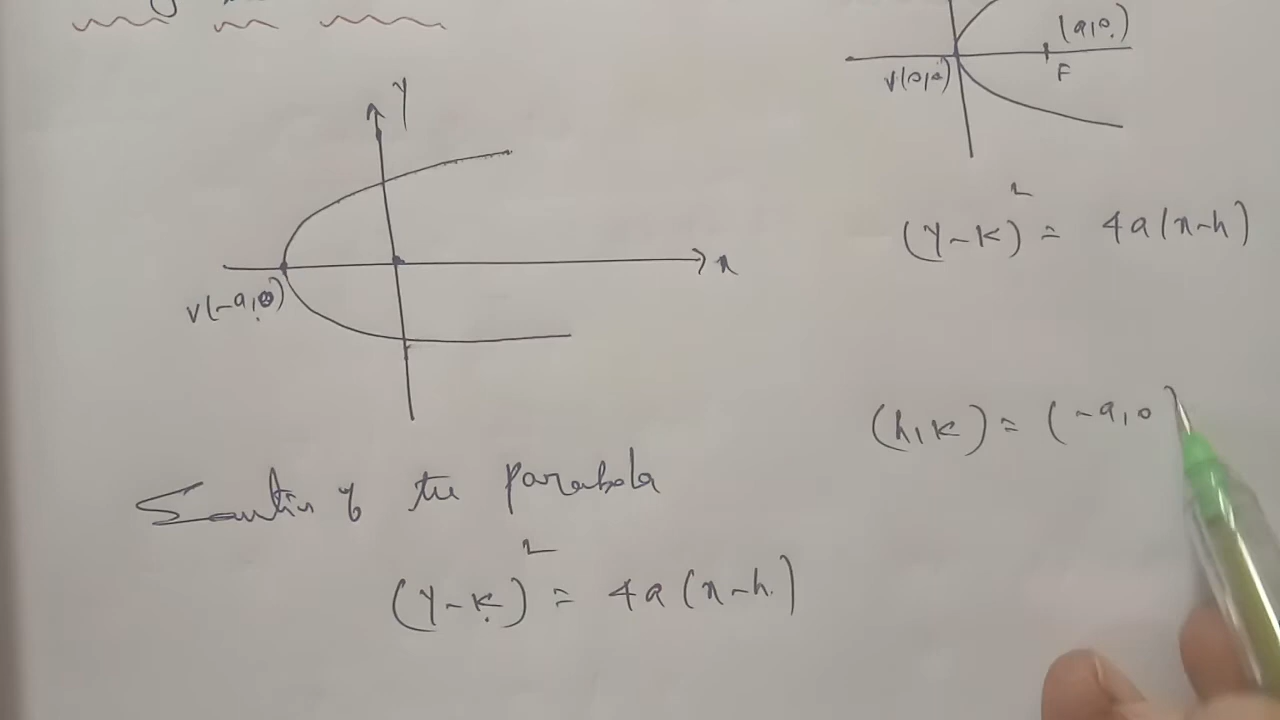 y
x
V(-a,0)
(a,0)
V(0,0)
F
(y-k)² = 4a(x-h)
(h,k) = (-a,0)
Equation of the parabola
(y-k)² = 4a(x-h)